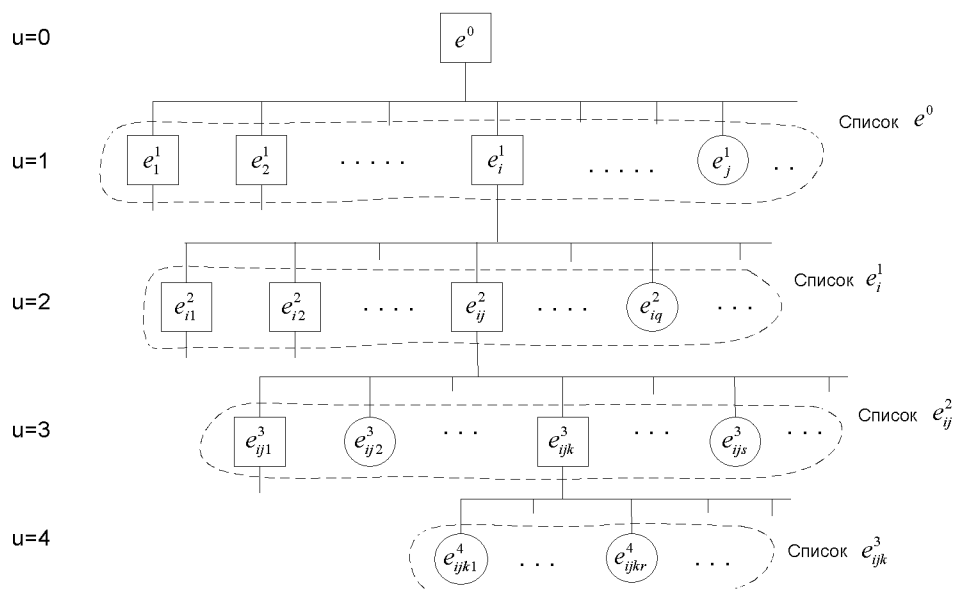 u=0 e^0
Список e^0
u=1 e_1^1 e_2^1 ..... e_i^1 ..... e_j^1 ..
Список e_i^1
u=2 e_{i1}^2 e_{i2}^2 .... e_{ij}^2 .... e_{iq}^2 ...
Список e_{ij}^2
u=3 e_{ij1}^3 e_{ij2}^3 ... e_{ijk}^3 ... e_{ijs}^3 ...
u=4 e_{ijk1}^4 ... e_{ijkr}^4 ... Список e_{ijk}^3